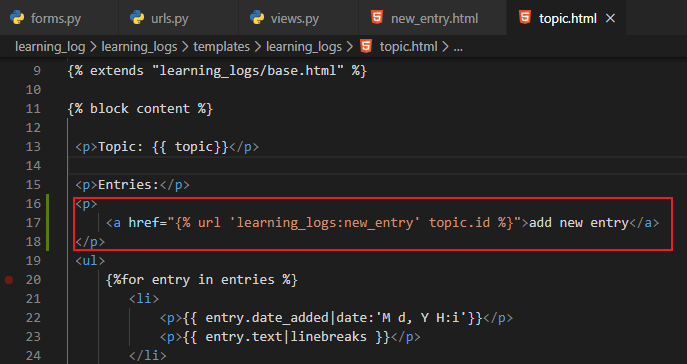 forms.py urls.py views.py new_entry.html topic.html ×
learning_log > learning_logs > templates > learning_logs > topic.html > ...
9 {% extends "learning_logs/base.html" %}
10
11 {% block content %}
12
13 <p>Topic: {{ topic}}</p>
14
15 <p>Entries:</p>
16 <p>
17 <a href="{% url 'learning_logs:new_entry' topic.id %}">add new entry</a>
18 </p>
19 <ul>
20 {%for entry in entries %}
21 <li>
22 <p>{{ entry.date_added|date:'M d, Y H:i'}}</p>
23 <p>{{ entry.text|linebreaks }}</p>
24 </li>